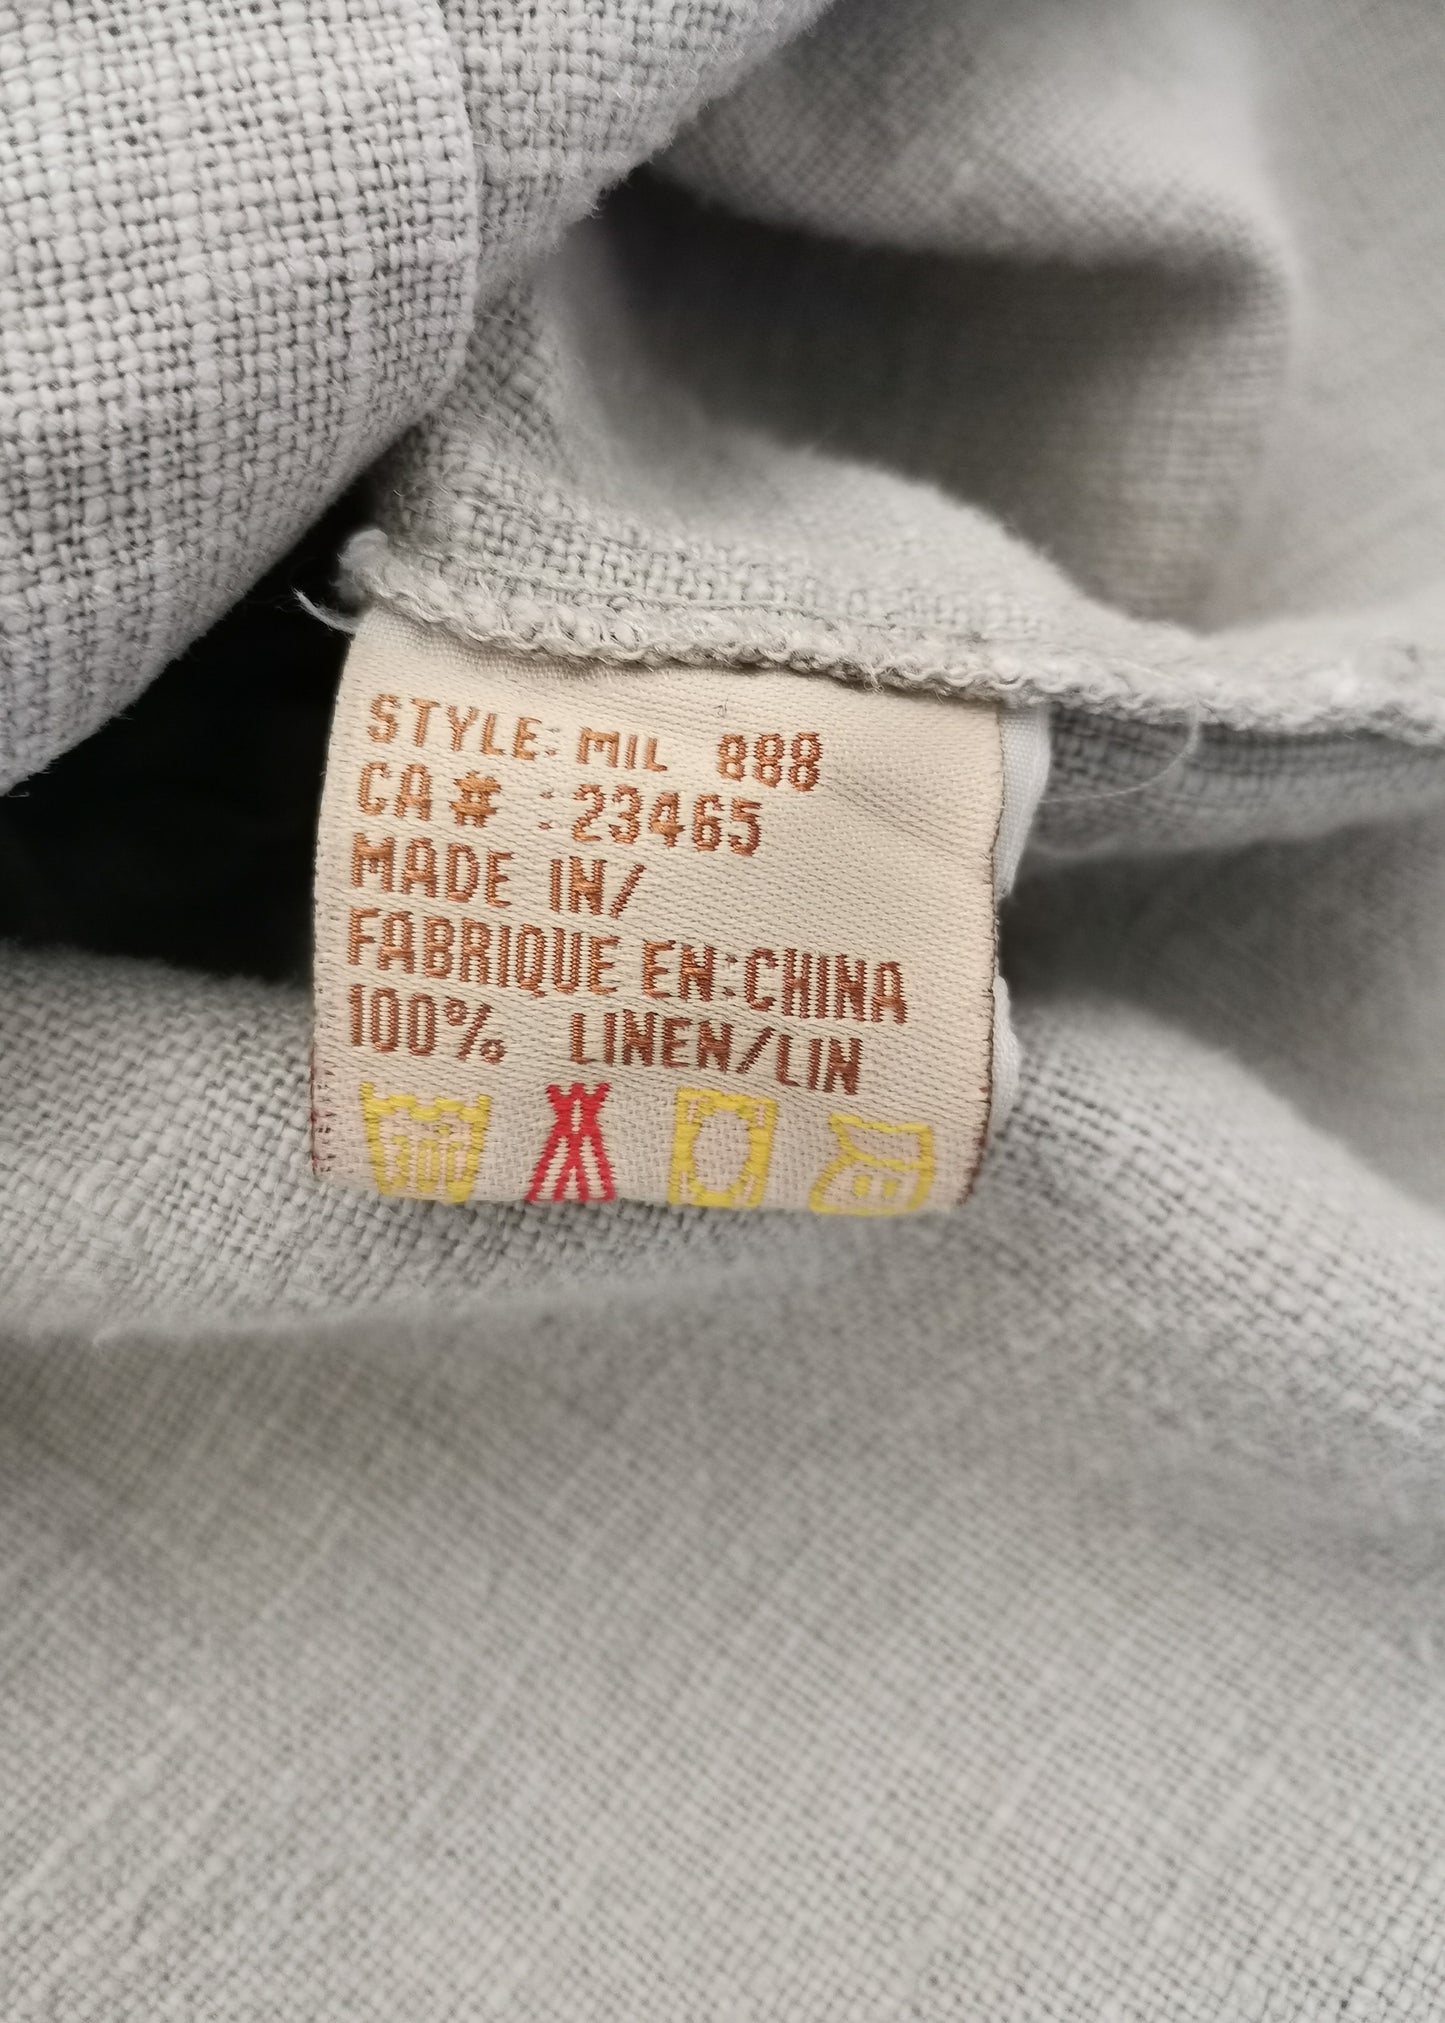 STYLE: MIL 888
CA# : 23465
MADE IN/
FABRIQUE EN:CHINA
100% LINEN/LIN